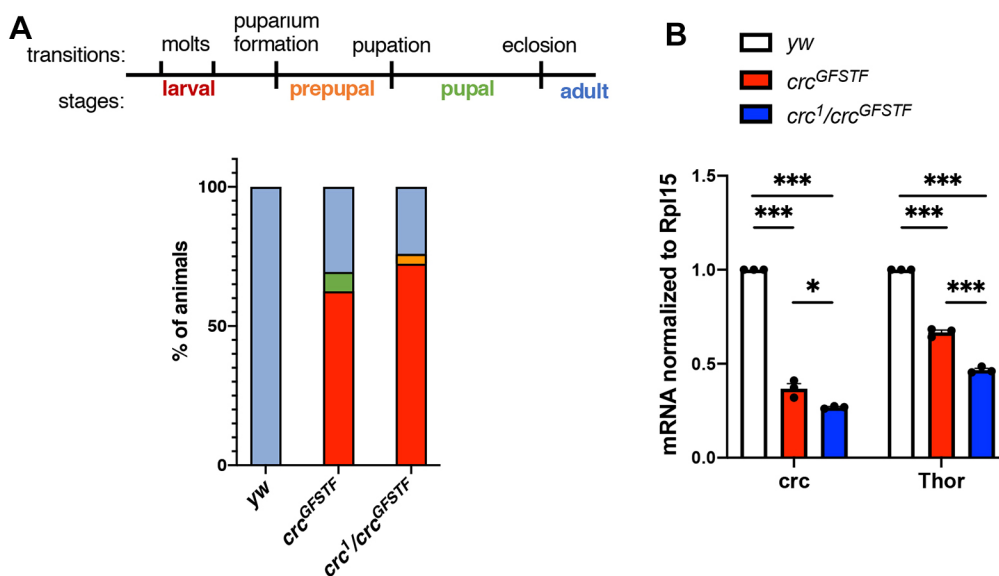 A
transitions:
molts
puparium
formation
pupation
eclosion
stages:
larval
prepupal
pupal
adult
% of animals
100
50
0
yw
crcGFSTF
crc1/crcGFSTF
B
yw
crcGFSTF
crc1/crcGFSTF
mRNA normalized to Rpl15
1.5
1.0
0.5
0.0
***
***
*
***
***
***
crc
Thor